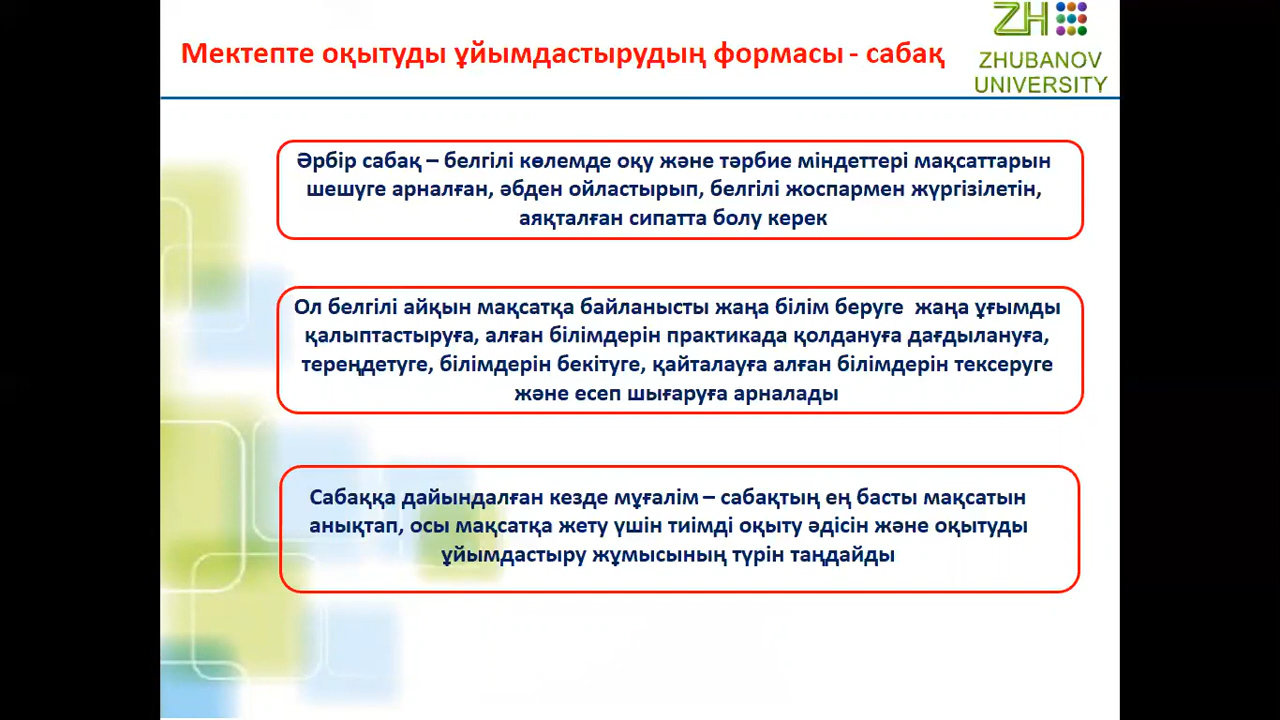 Мектепте оқытуды ұйымдастырудың формасы - сабақ
ZH
ZHUBANOV
UNIVERSITY
Әрбір сабақ – белгілі көлемде оқу және тәрбие міндеттері мақсаттарын
шешуге арналған, әбден ойластырып, белгілі жоспармен жүргізілетін,
аяқталған сипатта болу керек
Ол белгілі айқын мақсатқа байланысты жаңа білім беруге  жаңа ұғымды
қалыптастыруға, алған білімдерін практикада қолдануға дағдылануға,
тереңдетуге, білімдерін бекітуге, қайталауға алған білімдерін тексеруге
және есеп шығаруға арналады
Сабаққа дайындалған кезде мұғалім – сабақтың ең басты мақсатын
анықтап, осы мақсатқа жету үшін тиімді оқыту әдісін және оқытуды
ұйымдастыру жұмысының түрін таңдайды